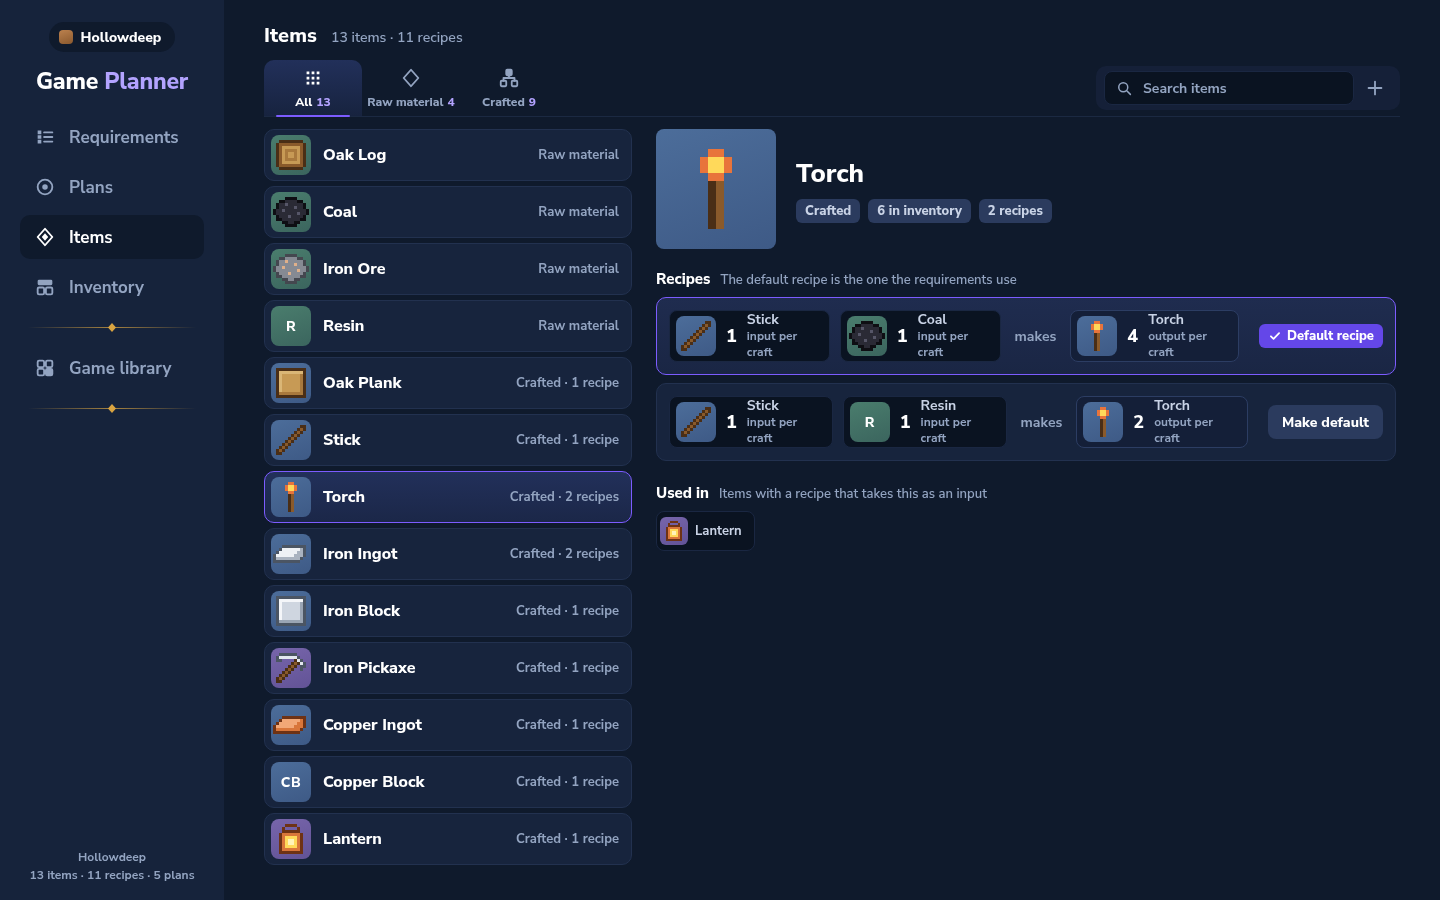 Hollowdeep
Game Planner
Requirements
Plans
Items
Inventory
Game library
Hollowdeep
13 items · 11 recipes · 5 plans
Items 13 items · 11 recipes
All 13
Raw material 4
Crafted 9
Search items
Oak Log Raw material
Coal Raw material
Iron Ore Raw material
R Resin Raw material
Oak Plank Crafted · 1 recipe
Stick Crafted · 1 recipe
Torch Crafted · 2 recipes
Iron Ingot Crafted · 2 recipes
Iron Block Crafted · 1 recipe
Iron Pickaxe Crafted · 1 recipe
Copper Ingot Crafted · 1 recipe
CB Copper Block Crafted · 1 recipe
Lantern Crafted · 1 recipe
Torch
Crafted 6 in inventory 2 recipes
Recipes The default recipe is the one the requirements use
1 Stick
input per
craft
1 Coal
input per
craft
makes
4 Torch
output per
craft
Default recipe
1 Stick
input per
craft
R 1 Resin
input per
craft
makes
2 Torch
output per
craft
Make default
Used in Items with a recipe that takes this as an input
Lantern